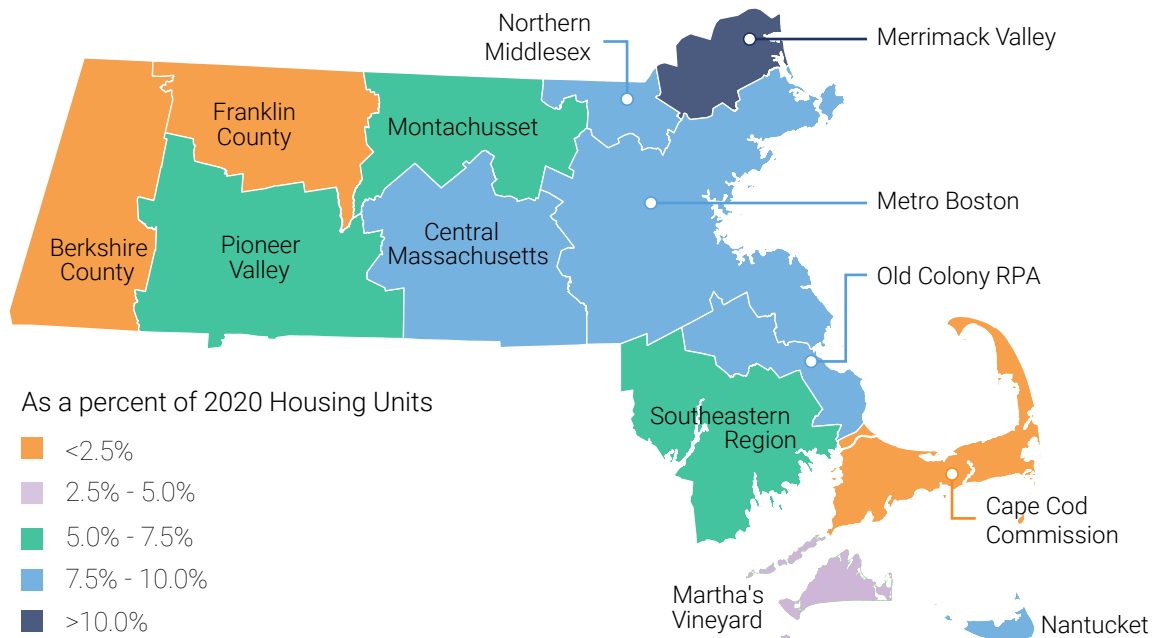 Northern
Middlesex
Merrimack Valley
Franklin
County
Montachusset
Metro Boston
Berkshire
County
Pioneer
Valley
Central
Massachusetts
Old Colony RPA
As a percent of 2020 Housing Units
<2.5%
2.5% - 5.0%
5.0% - 7.5%
7.5% - 10.0%
>10.0%
Southeastern
Region
Cape Cod
Commission
Martha's
Vineyard
Nantucket